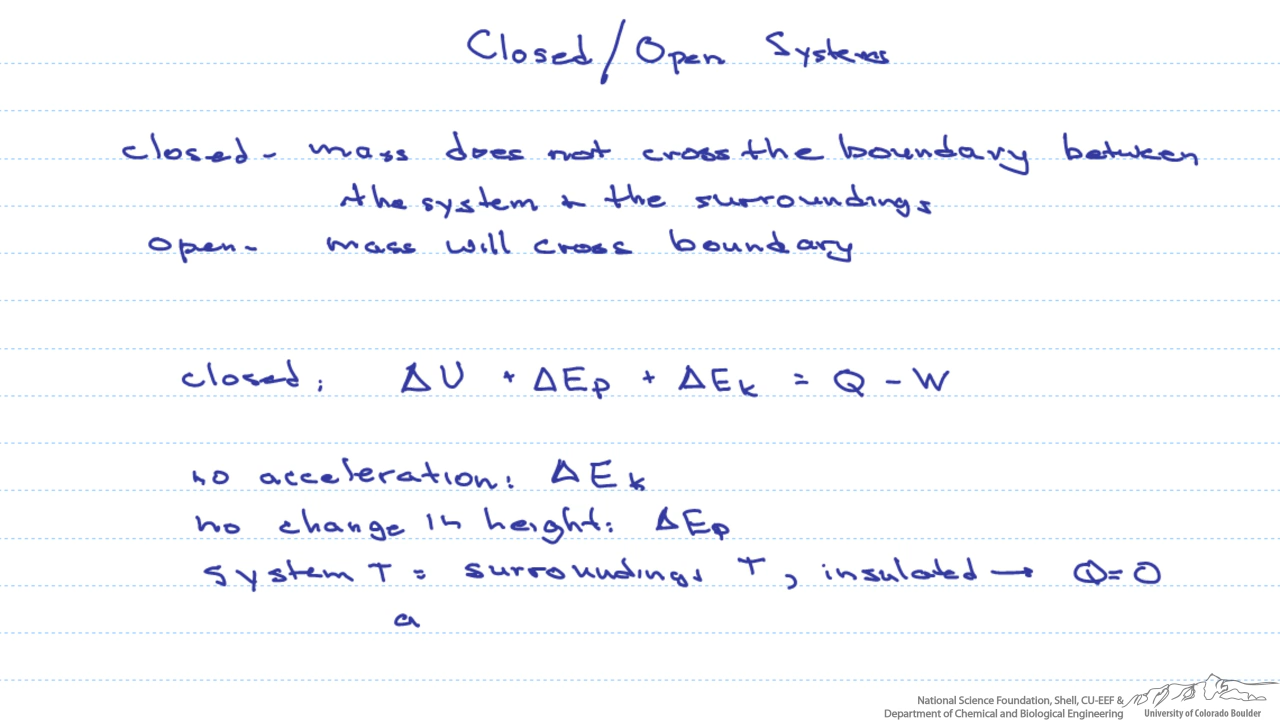 Closed/Open Systems
closed - mass does not cross the boundary between
the system & the surroundings
open - mass will cross boundary
closed: ΔU + ΔEp + ΔEk = Q - W
no acceleration: ΔEk
no change in height: ΔEp
system T = surroundings T, insulated → Q=0
a
National Science Foundation, Shell, CU-EEF &
Department of Chemical and Biological Engineering
University of Colorado Boulder